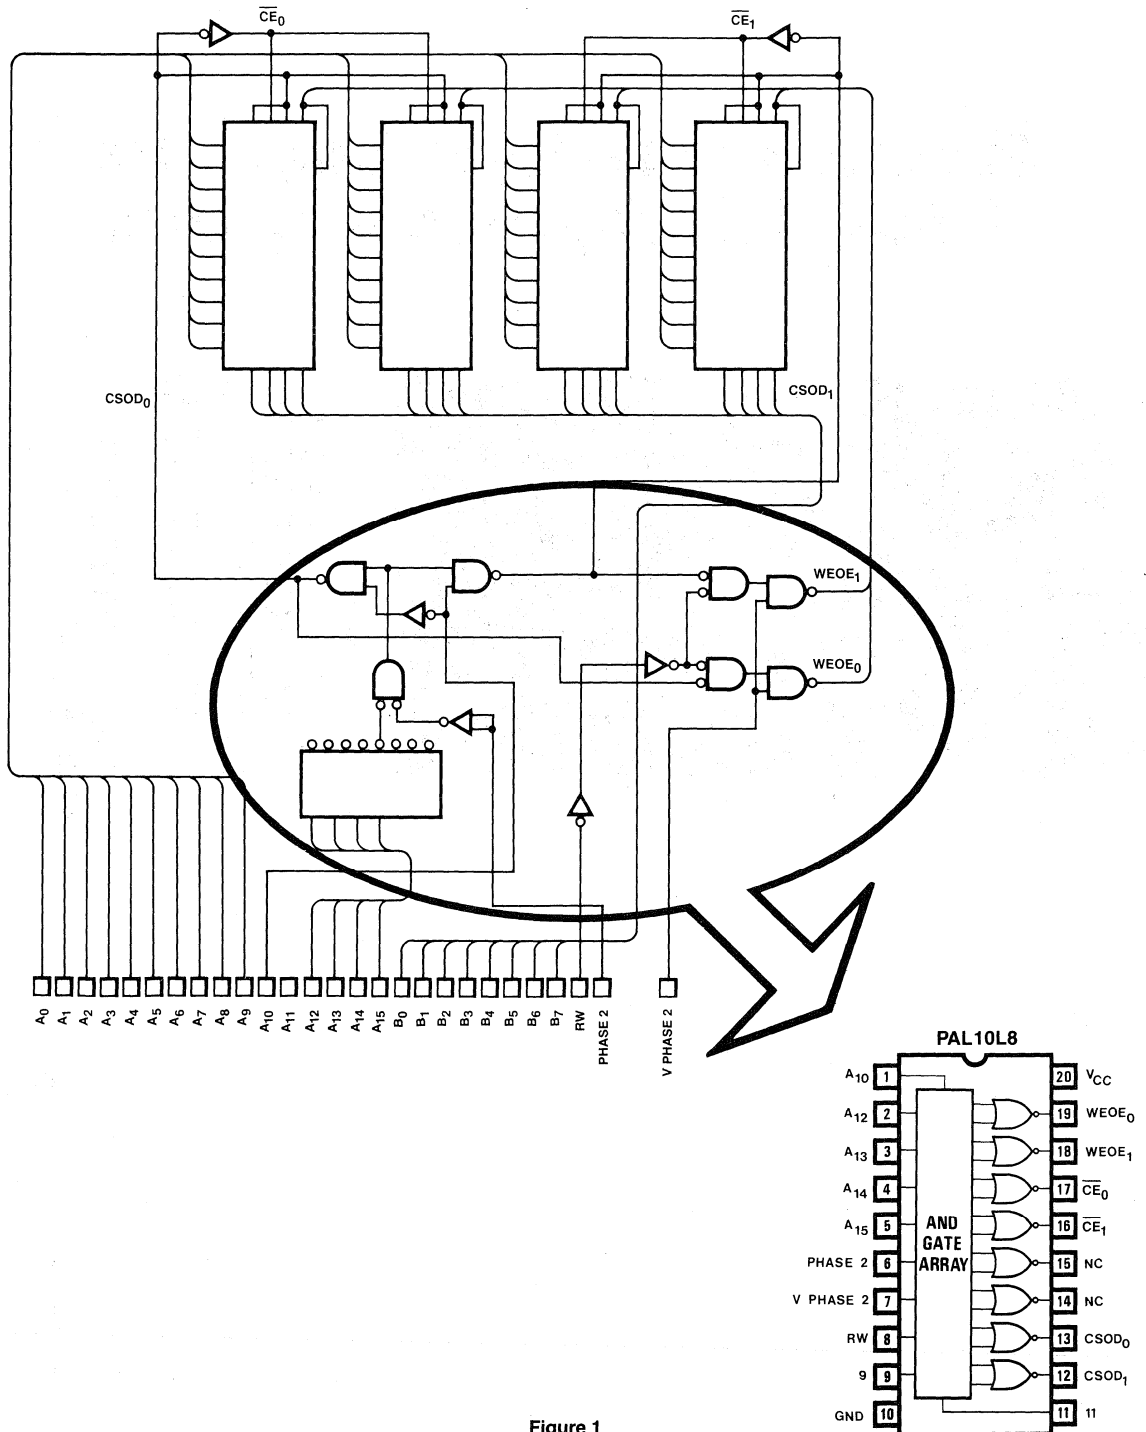 CE0 CE1
CSOD0 CSOD1
WEOE1
WEOE0
A0 A1 A2 A3 A4 A5 A6 A7 A8 A9 A10 A11 A12 A13 A14 A15 B0 B1 B2 B3 B4 B5 B6 B7 RW PHASE 2 V PHASE 2
PAL10L8
A10 1 20 VCC
A12 2 19 WEOE0
A13 3 18 WEOE1
A14 4 17 CE0
A15 5 16 CE1
AND
GATE
ARRAY
PHASE 2 6 15 NC
V PHASE 2 7 14 NC
RW 8 13 CSOD0
9 9 12 CSOD1
GND 10 11 11
Figure 1